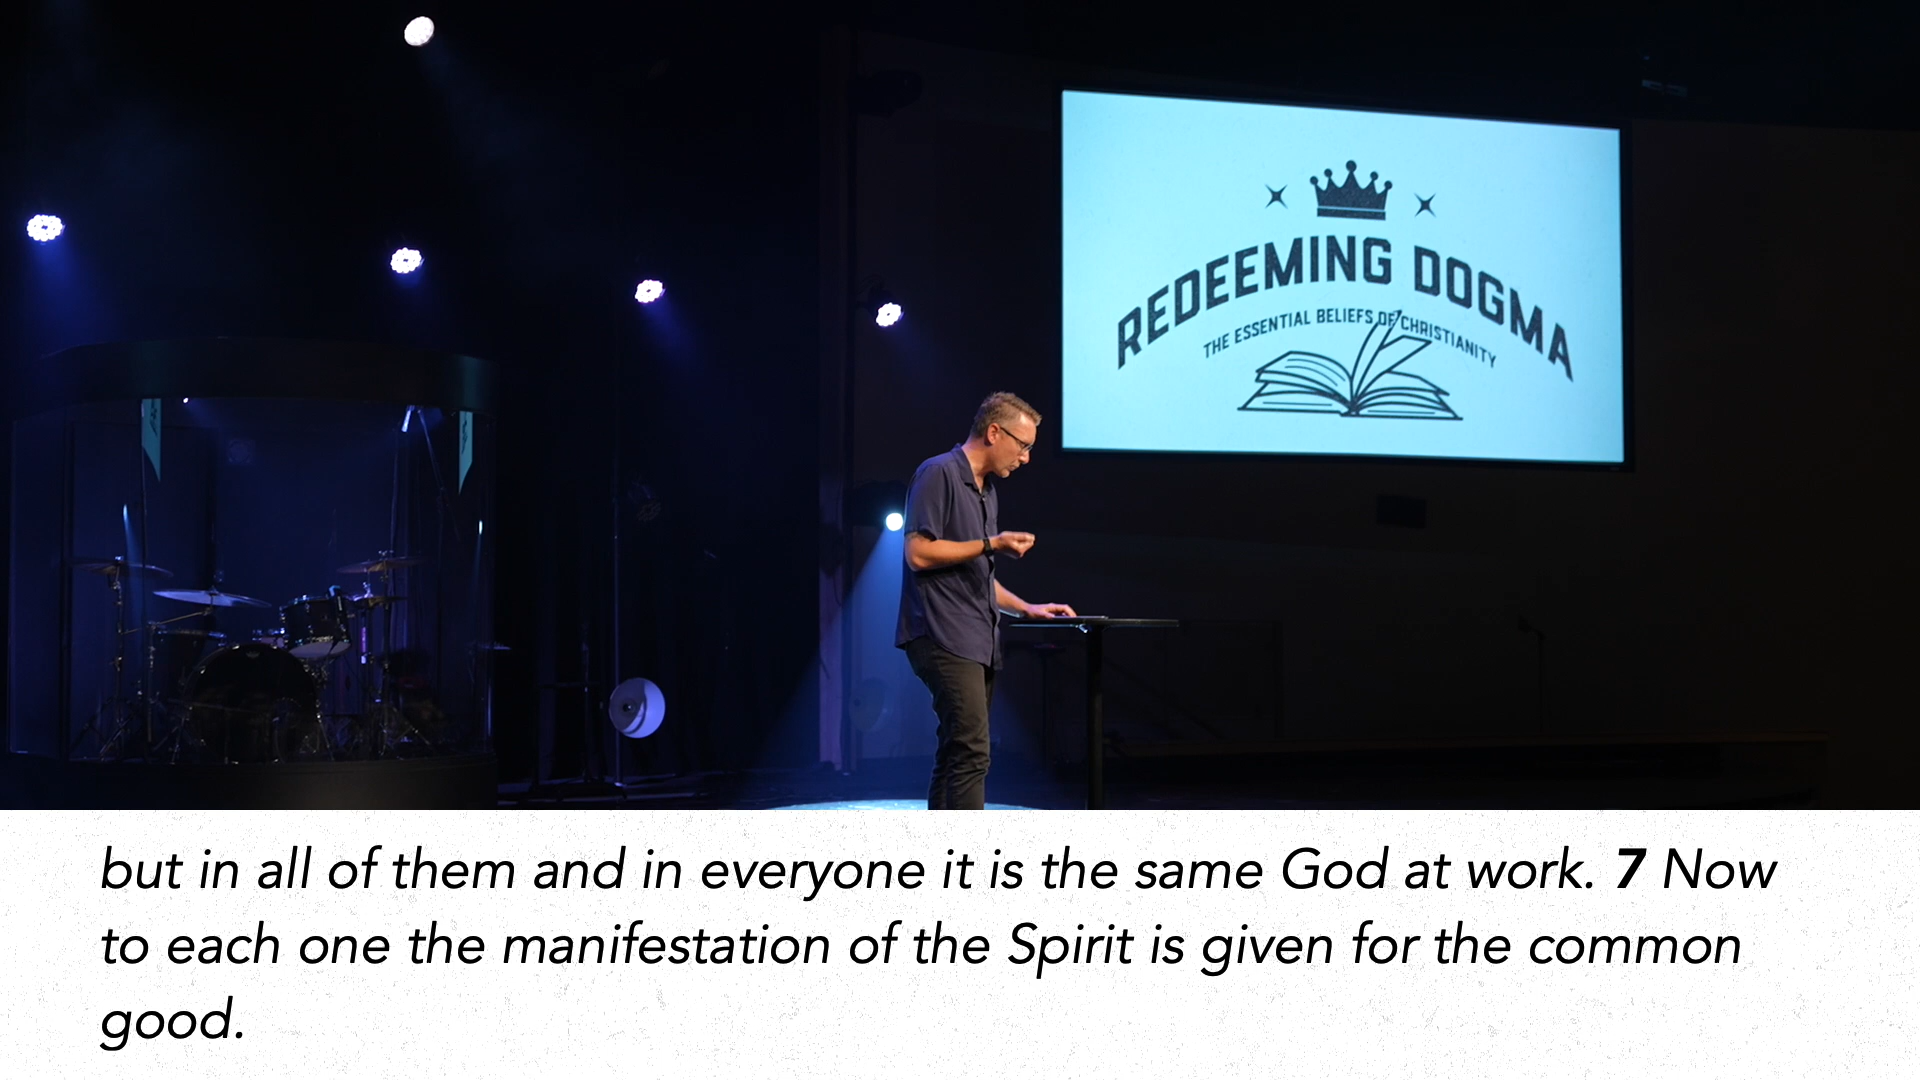 REDEEMING DOGMA
THE ESSENTIAL BELIEFS OF CHRISTIANITY
but in all of them and in everyone it is the same God at work. 7 Now
to each one the manifestation of the Spirit is given for the common
good.